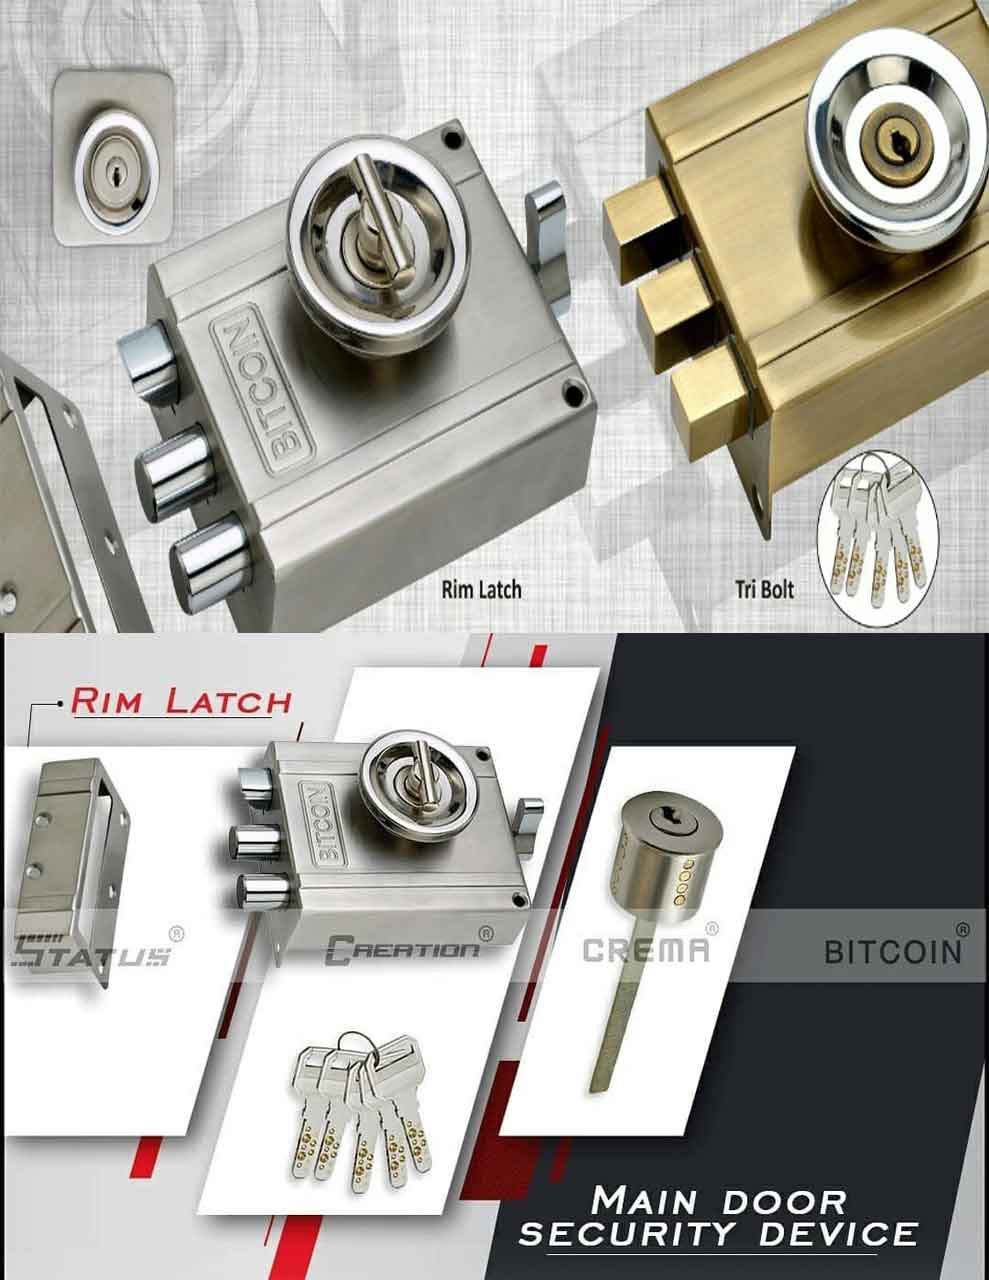 BITCOIN
Rim Latch
Tri Bolt
RIM LATCH
BITCOIN
STATUS®
CREATION®
CREMA®
BITCOIN®
MAIN DOOR
SECURITY DEVICE